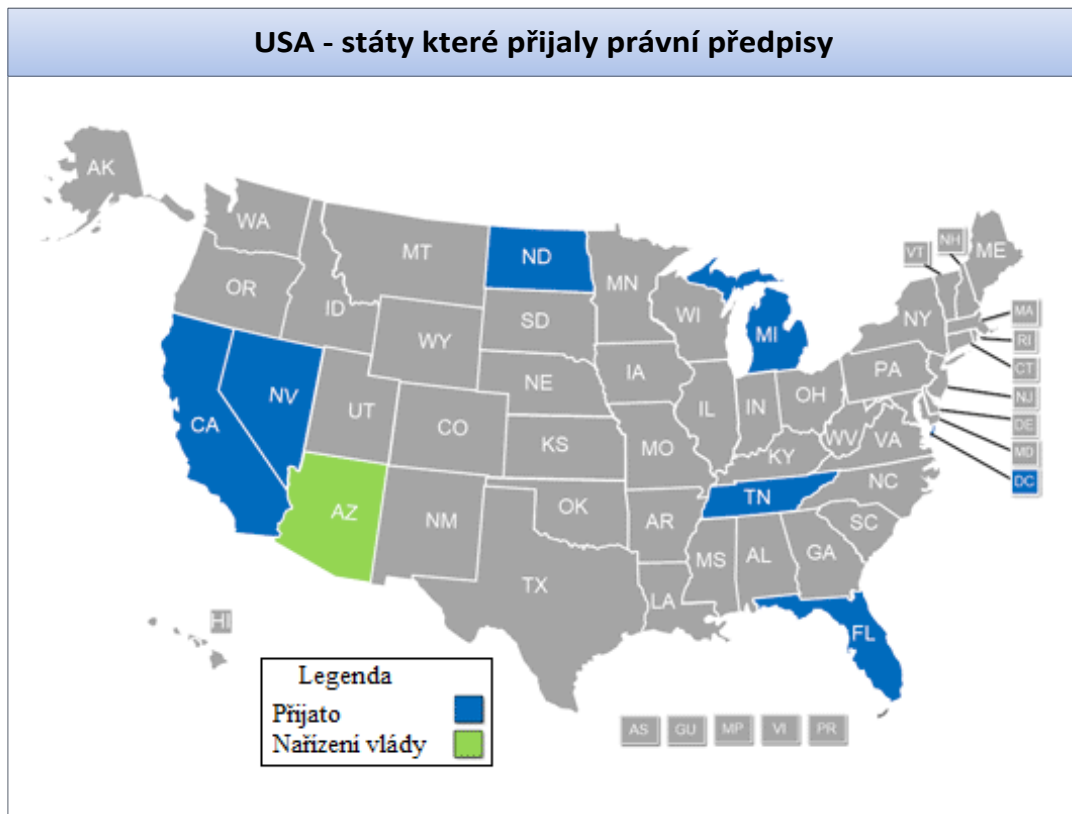 USA - státy které přijaly právní předpisy
AK
WA
MT
ND
MN
VT
NH
ME
OR
ID
SD
WI
MI
NY
MA
WY
RI
NV
NE
IA
PA
CT
CA
UT
CO
IL
IN
OH
NJ
DE
KS
MO
KY
WV
VA
MD
DC
AZ
NM
OK
AR
TN
NC
SC
TX
LA
MS
AL
GA
FL
HI
Legenda
Přijato
Nařízení vlády
AS
GU
MP
VI
PR